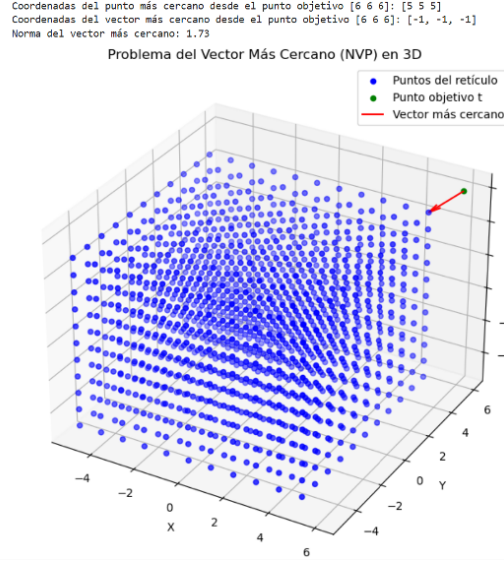 Coordenadas del punto más cercano desde el punto objetivo [6 6 6]: [5 5 5]
Coordenadas del vector más cercano desde el punto objetivo [6 6 6]: [-1, -1, -1]
Norma del vector más cercano: 1.73
Problema del Vector Más Cercano (NVP) en 3D
Puntos del retículo
Punto objetivo t
Vector más cercano
−4
−2
0
2
4
6
X
−4
−2
0
2
4
6
Y